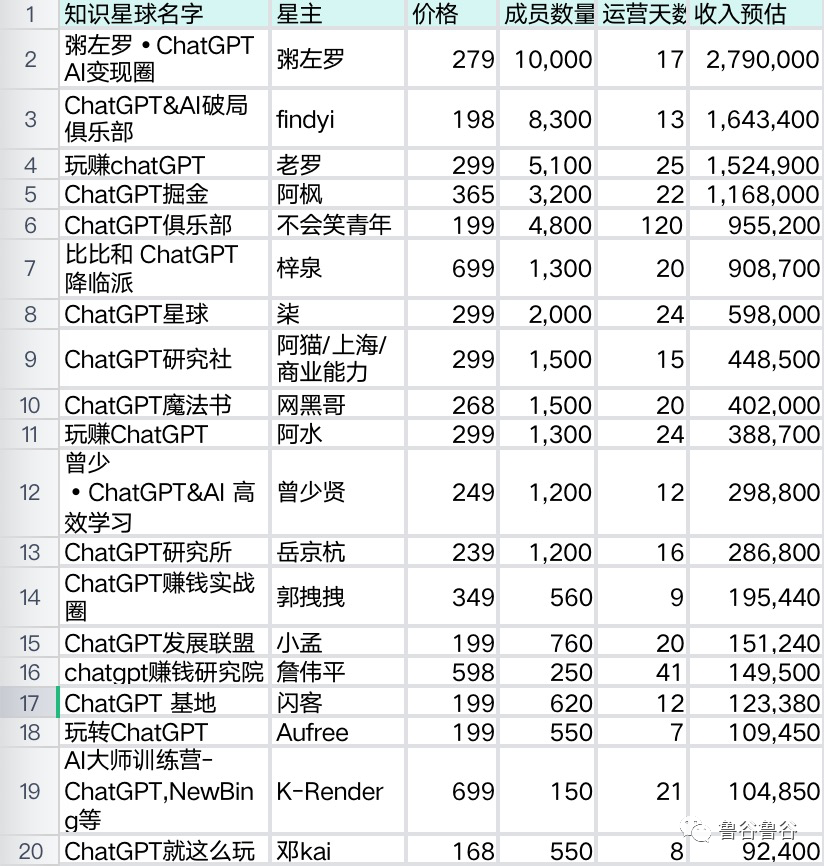 1 知识星球名字 星主 价格 成员数量 运营天数 收入预估
粥左罗•ChatGPT
2 AI变现圈 粥左罗 279 10,000 17 2,790,000
ChatGPT&AI破局
3 俱乐部 findyi 198 8,300 13 1,643,400
4 玩赚chatGPT 老罗 299 5,100 25 1,524,900
5 ChatGPT掘金 阿枫 365 3,200 22 1,168,000
6 ChatGPT俱乐部 不会笑青年 199 4,800 120 955,200
比比和 ChatGPT
7 降临派 梓泉 699 1,300 20 908,700
8 ChatGPT星球 柒 299 2,000 24 598,000
阿猫/上海/
9 ChatGPT研究社 商业能力 299 1,500 15 448,500
10 ChatGPT魔法书 网黑哥 268 1,500 20 402,000
11 玩赚ChatGPT 阿水 299 1,300 24 388,700
曾少
12 •ChatGPT&AI 高 曾少贤 249 1,200 12 298,800
效学习
13 ChatGPT研究所 岳京杭 239 1,200 16 286,800
ChatGPT赚钱实战
14 圈 郭拽拽 349 560 9 195,440
15 ChatGPT发展联盟 小孟 199 760 20 151,240
16 chatgpt赚钱研究院 詹伟平 598 250 41 149,500
17 ChatGPT 基地 闪客 199 620 12 123,380
18 玩转ChatGPT Aufree 199 550 7 109,450
AI大师训练营-
19 ChatGPT,NewBin K-Render 699 150 21 104,850
g等
鲁谷鲁谷
20 ChatGPT就这么玩 邓kai 168 550 8 92,400